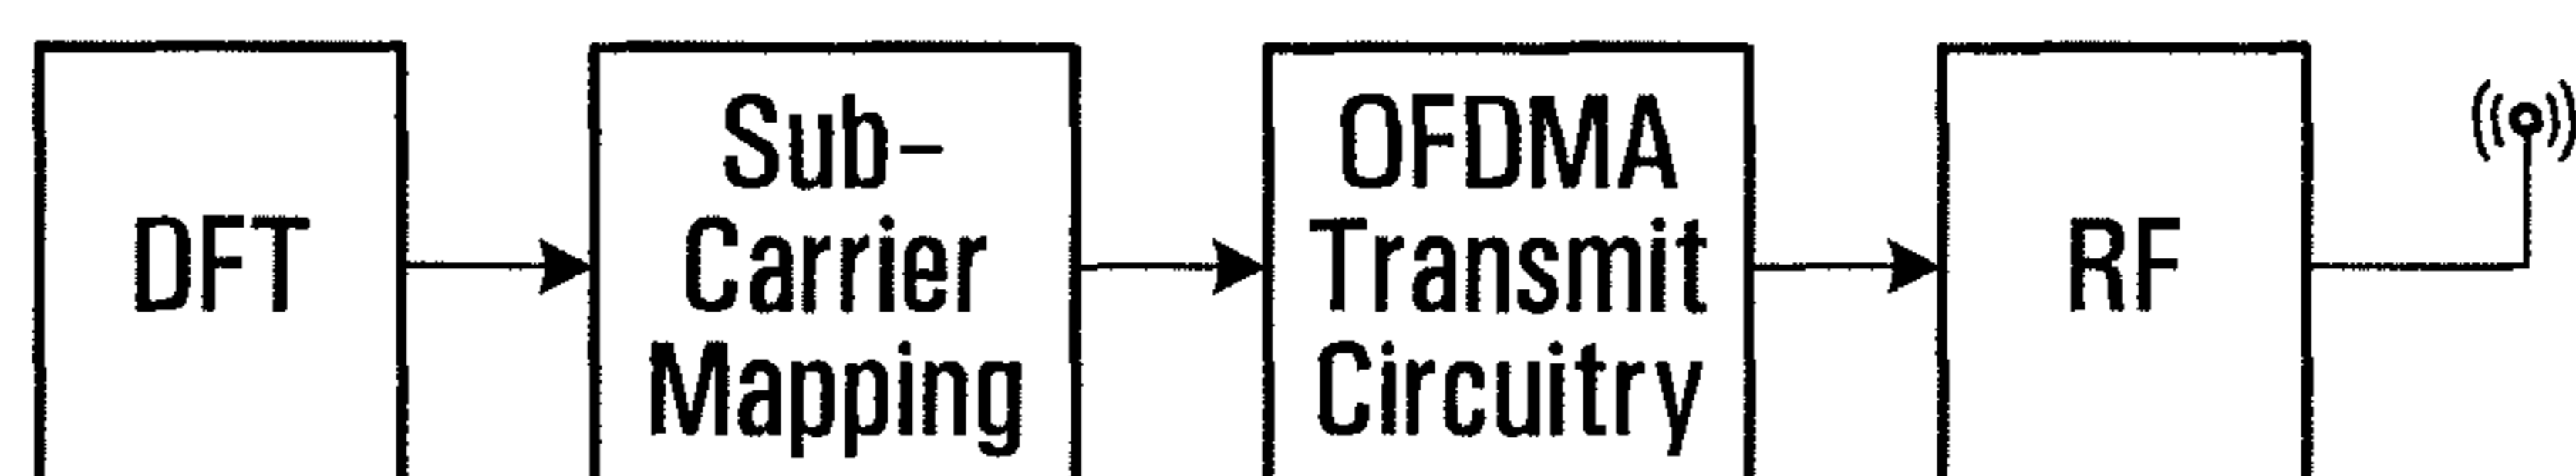 DFT
Sub-
Carrier
Mapping
OFDMA
Transmit
Circuitry
RF